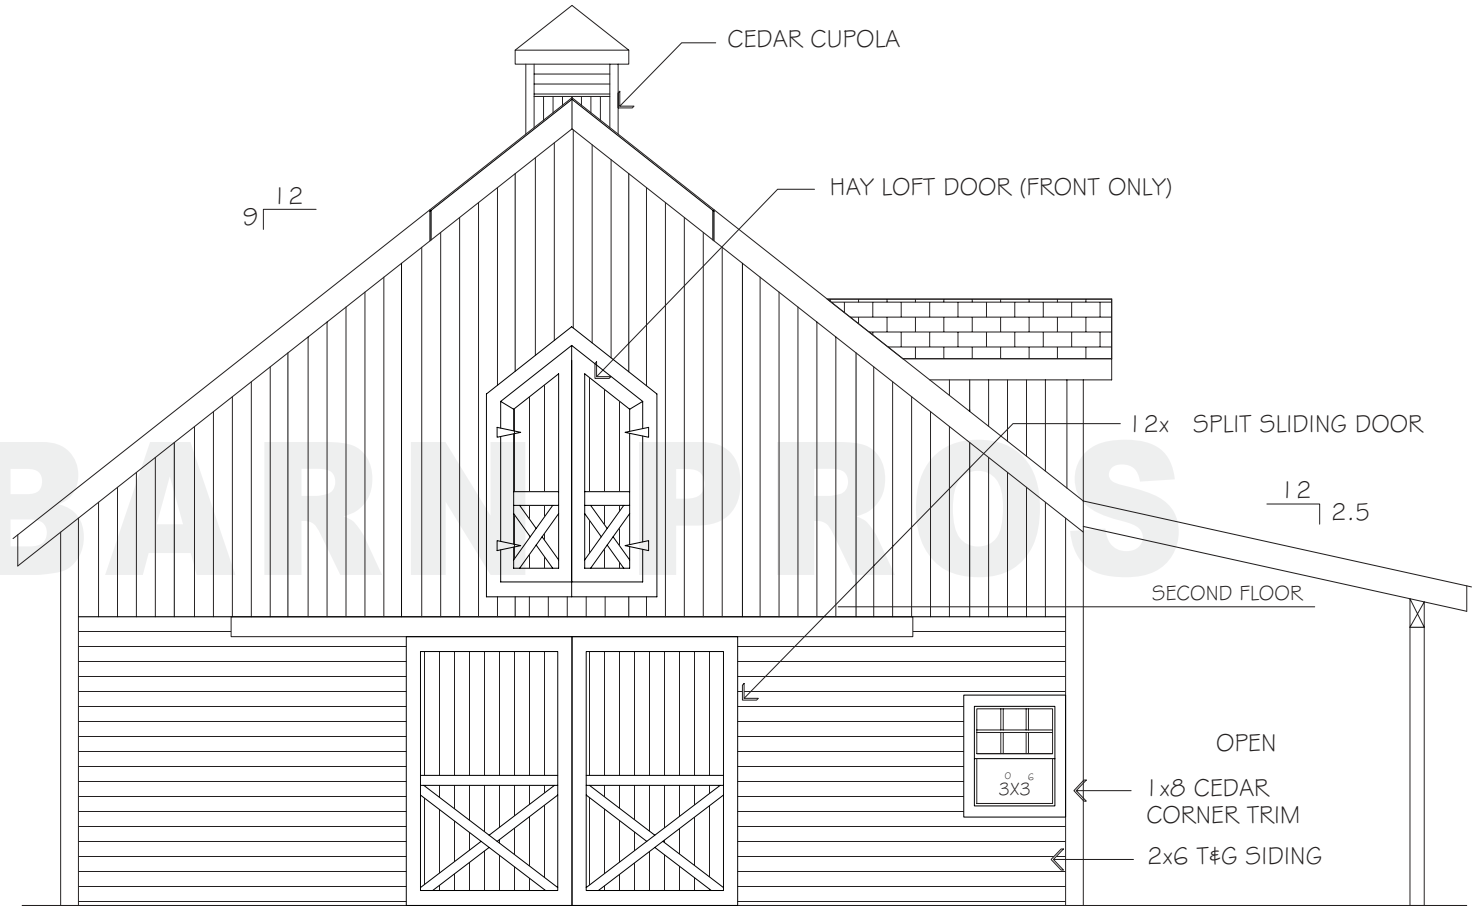 CEDAR CUPOLA
HAY LOFT DOOR (FRONT ONLY)
12
9
12x SPLIT SLIDING DOOR
BARN PROS
12
2.5
SECOND FLOOR
OPEN
3⁰X3⁶
1x8 CEDAR
CORNER TRIM
2x6 T&G SIDING